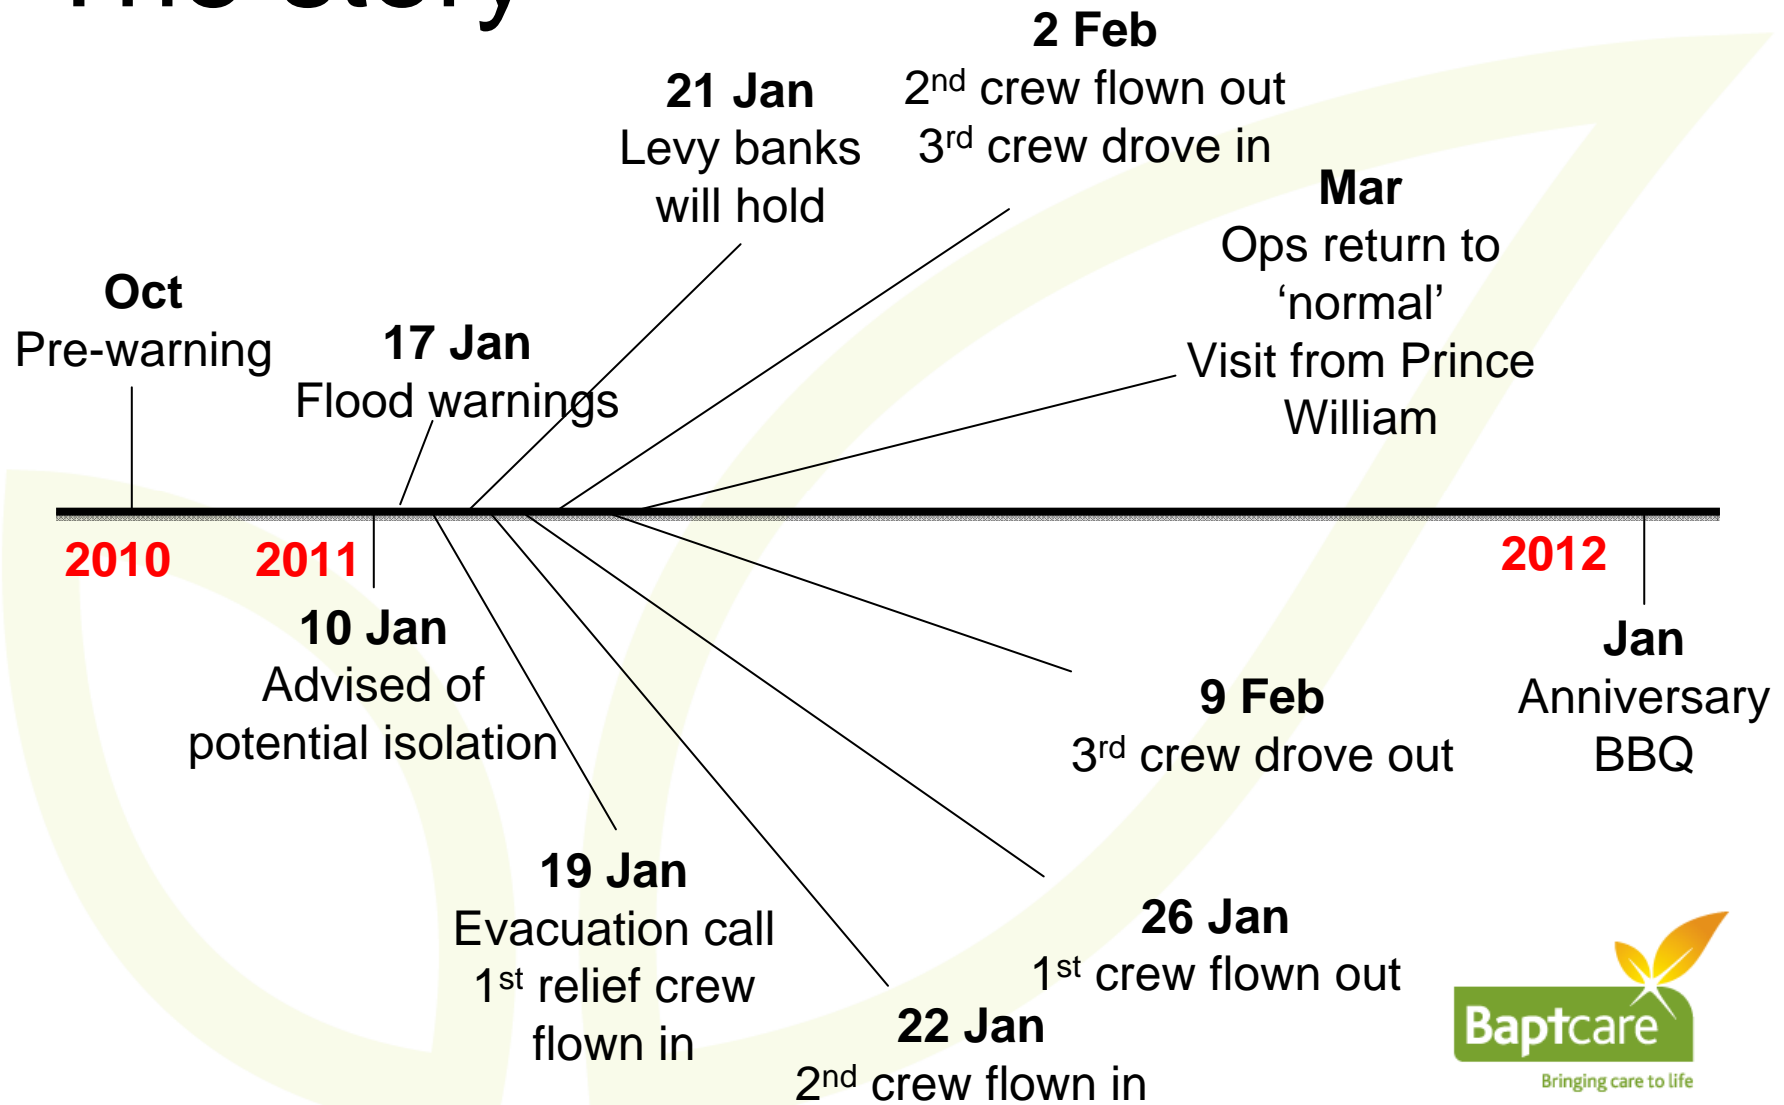 The story
2 Feb
2nd crew flown out
3rd crew drove in
21 Jan
Levy banks
will hold
Mar
Ops return to
‘normal’
Visit from Prince
William
Oct
Pre-warning
17 Jan
Flood warnings
2010
2011
2012
10 Jan
Advised of
potential isolation
19 Jan
Evacuation call
1st relief crew
flown in
22 Jan
2nd crew flown in
26 Jan
1st crew flown out
9 Feb
3rd crew drove out
Jan
Anniversary
BBQ
Baptcare
Bringing care to life